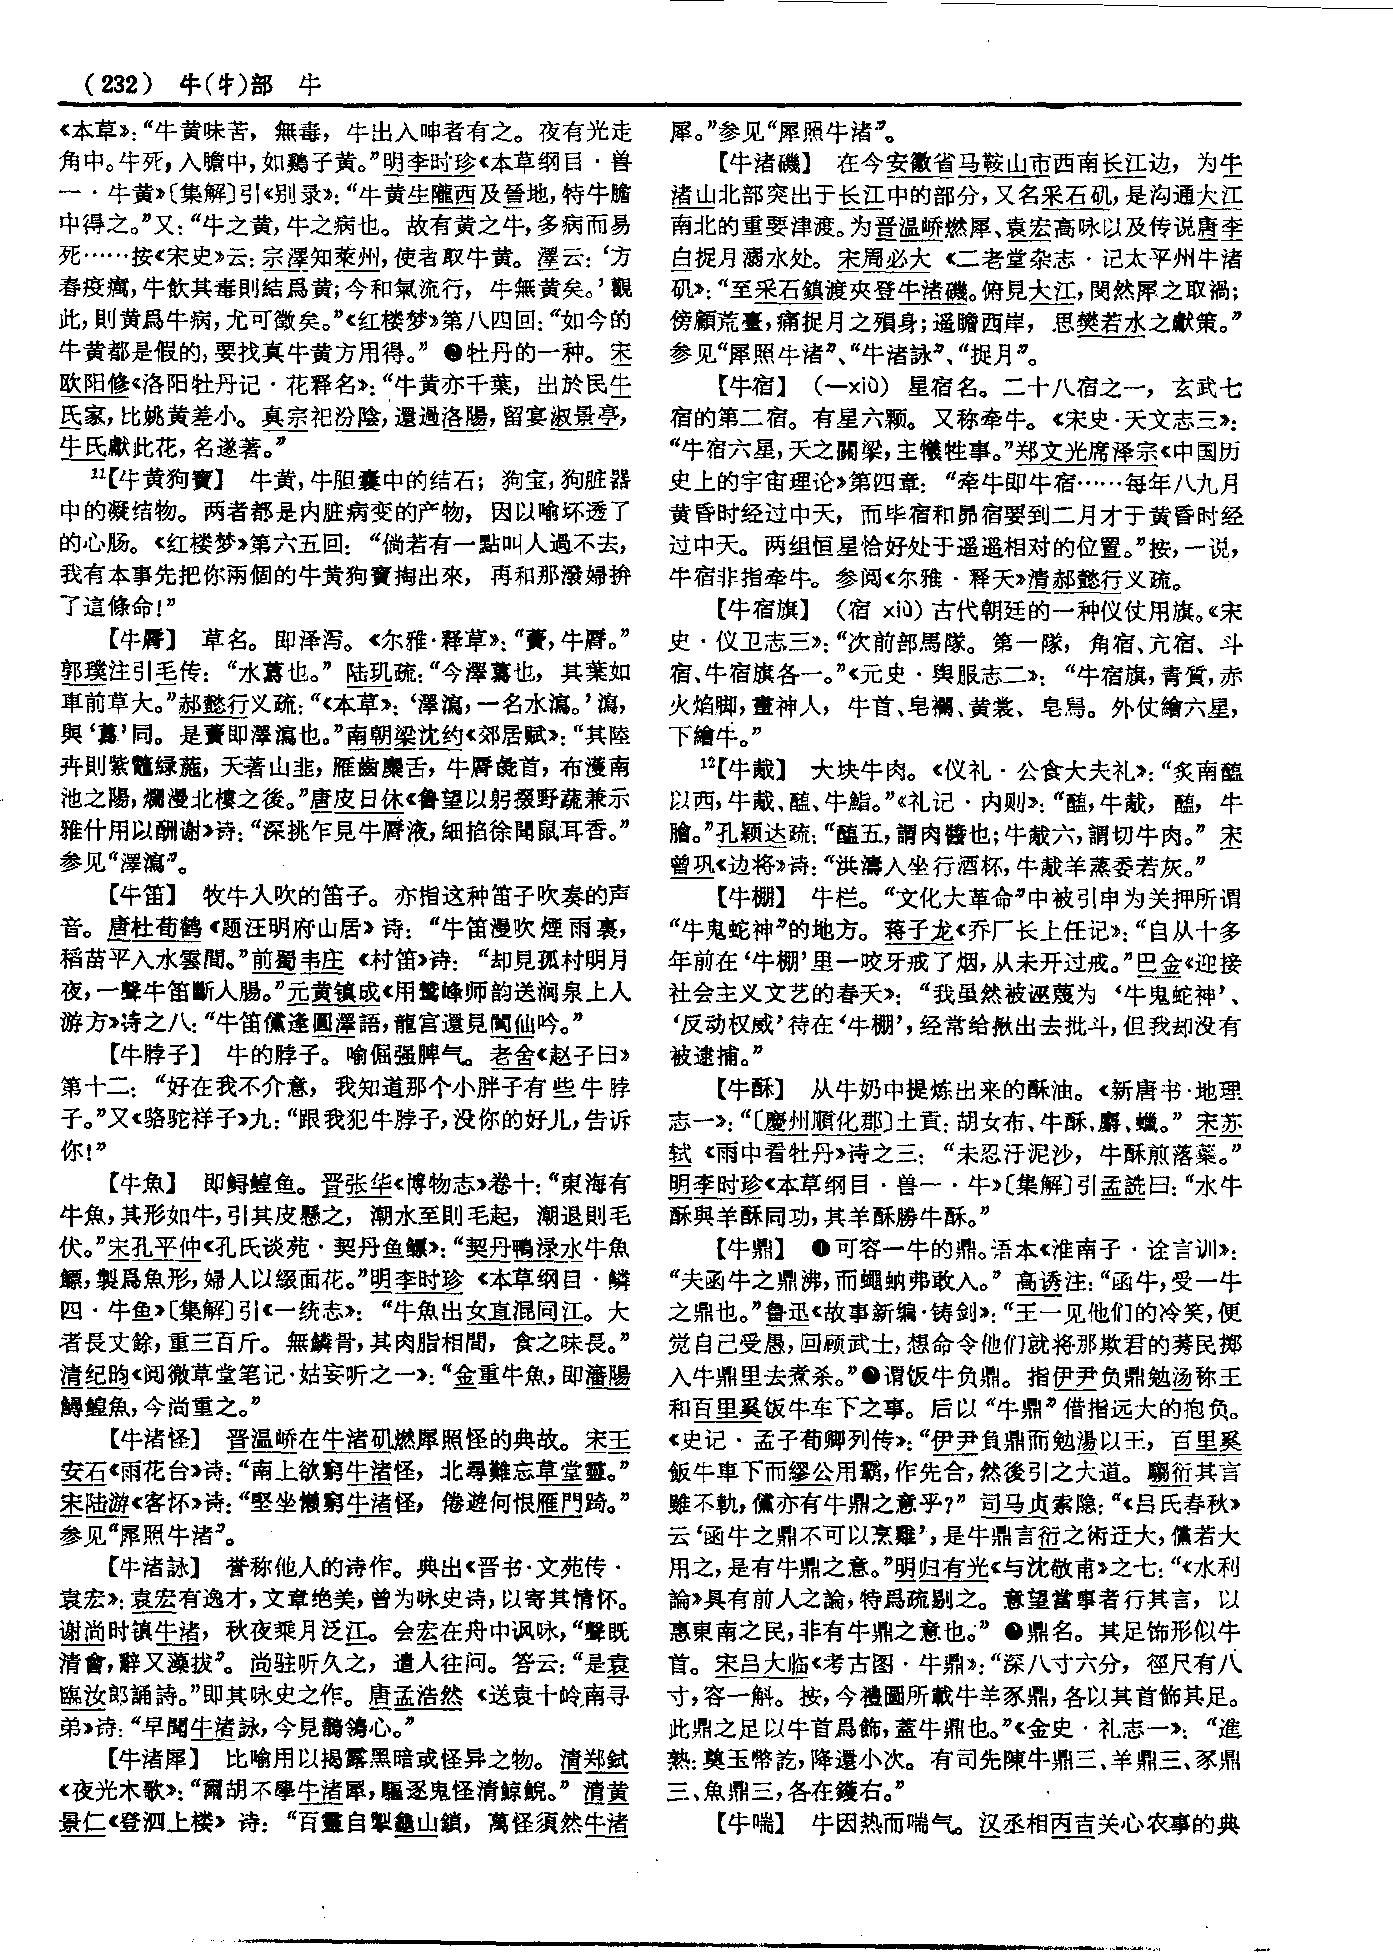 (232) 牛(牜)部 牛
《本草》：“牛黄味苦，無毒，牛出入呻者有之。夜有光走
角中。牛死，入膽中，如鷄子黄。”明李时珍《本草纲目·兽
一·牛黄》〔集解〕引《别录》：“牛黄生隴西及晉地，特牛膽
中得之。”又：“牛之黄，牛之病也。故有黄之牛，多病而易
死……按《宋史》云：宗澤知萊州，使者取牛黄。澤云：‘方
春疫癘，牛飲其毒則結爲黄；今和氣流行，牛無黄矣。’觀
此，則黄爲牛病，尤可徵矣。”《红楼梦》第八四回：“如今的
牛黄都是假的，要找真牛黄方用得。”❷牡丹的一种。宋
欧阳修《洛阳牡丹记·花释名》：“牛黄亦千葉，出於民牛
氏家，比姚黄差小。真宗祀汾陰，還過洛陽，留宴淑景亭，
牛氏獻此花，名遂著。”
11【牛黄狗寶】 牛黄，牛胆囊中的结石；狗宝，狗脏器
中的凝结物。两者都是内脏病变的产物，因以喻坏透了
的心肠。《红楼梦》第六五回：“倘若有一點叫人過不去，
我有本事先把你兩個的牛黄狗寶掏出來，再和那潑婦拚
了這條命！”
【牛脣】 草名。即泽泻。《尔雅·释草》：“藚，牛脣。”
郭璞注引毛传：“水蕮也。”陆玑疏：“今澤蕮也，其葉如
車前草大。”郝懿行义疏：“《本草》：‘澤瀉，一名水瀉。’瀉，
與‘蕮’同。是藚即澤瀉也。”南朝梁沈约《郊居赋》：“其陸
卉則紫虌绿葹，天著山韭，雁齒麋舌，牛脣彘首，布濩南
池之陽，爛漫北樓之後。”唐皮日休《鲁望以躬掇野蔬兼示
雅什用以酬谢》诗：“深挑乍見牛脣液，細掐徐聞鼠耳香。”
参见“澤瀉”。
【牛笛】 牧牛人吹的笛子。亦指这种笛子吹奏的声
音。唐杜荀鹤《题汪明府山居》诗：“牛笛漫吹煙雨裏，
稻苗平入水雲間。”前蜀韦庄《村笛》诗：“却見孤村明月
夜，一聲牛笛斷人腸。”元黄镇成《用鹫峰师韵送涧泉上人
游方》诗之八：“牛笛儻逢圓澤語，龍宫還見閬仙吟。”
【牛脖子】 牛的脖子。喻倔强脾气。老舍《赵子曰》
第十二：“好在我不介意，我知道那个小胖子有些牛脖
子。”又《骆驼祥子》九：“跟我犯牛脖子，没你的好儿，告诉
你！”
【牛魚】 即鲟鳇鱼。晋张华《博物志》卷十：“東海有
牛魚，其形如牛，引其皮懸之，潮水至則毛起，潮退則毛
伏。”宋孔平仲《孔氏谈苑·契丹鱼鳔》：“契丹鴨渌水牛魚
鰾，製爲魚形，婦人以綴面花。”明李时珍《本草纲目·鳞
四·牛鱼》〔集解〕引《一统志》：“牛魚出女直混同江。大
者長丈餘，重三百斤。無鱗骨，其肉脂相間，食之味長。”
清纪昀《阅微草堂笔记·姑妄听之一》：“金重牛魚，即瀋陽
鱘鰉魚，今尚重之。”
【牛渚怪】 晋温峤在牛渚矶燃犀照怪的典故。宋王
安石《雨花台》诗：“南上欲窮牛渚怪，北尋難忘草堂靈。”
宋陆游《客怀》诗：“堅坐懶窮牛渚怪，倦遊何恨雁門踦。”
参见“犀照牛渚”。
【牛渚詠】 誉称他人的诗作。典出《晋书·文苑传·
袁宏》：袁宏有逸才，文章绝美，曾为咏史诗，以寄其情怀。
谢尚时镇牛渚，秋夜乘月泛江。会宏在舟中讽咏，“聲既
清會，辭又藻拔”。尚驻听久之，遣人往问。答云：“是袁
臨汝郎誦詩。”即其咏史之作。唐孟浩然《送袁十岭南寻
弟》诗：“早聞牛渚詠，今見鶺鴒心。”
【牛渚犀】 比喻用以揭露黑暗或怪异之物。清郑鉽
《夜光木歌》：“爾胡不學牛渚犀，驅逐鬼怪清鯨鯢。”清黄
景仁《登泗上楼》诗：“百靈自掣龜山鎖，萬怪須然牛渚
犀。”参见“犀照牛渚”。
【牛渚磯】 在今安徽省马鞍山市西南长江边，为牛
渚山北部突出于长江中的部分，又名采石矶，是沟通大江
南北的重要津渡。为晋温峤燃犀、袁宏高咏以及传说唐李
白捉月溺水处。宋周必大《二老堂杂志·记太平州牛渚
矶》：“至采石鎮渡夾登牛渚磯。俯見大江，閔然犀之取禍；
傍顧荒臺，痛捉月之殞身；遥瞻西岸，思樊若水之獻策。”
参见“犀照牛渚”、“牛渚詠”、“捉月”。
【牛宿】 （—xiù） 星宿名。二十八宿之一，玄武七
宿的第二宿。有星六颗。又称牵牛。《宋史·天文志三》：
“牛宿六星，天之關梁，主犧牲事。”郑文光席泽宗《中国历
史上的宇宙理论》第四章：“牵牛即牛宿……每年八九月
黄昏时经过中天，而毕宿和昴宿要到二月才于黄昏时经
过中天。两组恒星恰好处于遥遥相对的位置。”按，一说，
牛宿非指牵牛。参阅《尔雅·释天》清郝懿行义疏。
【牛宿旗】 （宿 xiù）古代朝廷的一种仪仗用旗。《宋
史·仪卫志三》：“次前部馬隊。第一隊，角宿、亢宿、斗
宿、牛宿旗各一。”《元史·舆服志二》：“牛宿旗，青質，赤
火焰脚，畫神人，牛首、皂襴、黄裳、皂舄。外仗繪六星，
下繪牛。”
12【牛胾】 大块牛肉。《仪礼·公食大夫礼》：“炙南醢
以西，牛胾、醢、牛鮨。”《礼记·内则》：“醢，牛胾，醢，牛
膾。”孔颖达疏：“醢五，謂肉醬也；牛胾六，謂切牛肉。”宋
曾巩《边将》诗：“洪濤入坐行酒杯，牛胾羊蒸委若灰。”
【牛棚】 牛栏。“文化大革命”中被引申为关押所谓
“牛鬼蛇神”的地方。蒋子龙《乔厂长上任记》：“自从十多
年前在‘牛棚’里一咬牙戒了烟，从未开过戒。”巴金《迎接
社会主义文艺的春天》：“我虽然被诬蔑为‘牛鬼蛇神’、
‘反动权威’待在‘牛棚’，经常给揪出去批斗，但我却没有
被逮捕。”
【牛酥】 从牛奶中提炼出来的酥油。《新唐书·地理
志一》：“〔慶州順化郡〕土貢：胡女布、牛酥、麝、蠟。”宋苏
轼《雨中看牡丹》诗之三：“未忍汙泥沙，牛酥煎落蘂。”
明李时珍《本草纲目·兽一·牛》〔集解〕引孟詵曰：“水牛
酥與羊酥同功，其羊酥勝牛酥。”
【牛鼎】 ❶可容一牛的鼎。语本《淮南子·诠言训》：
“夫函牛之鼎沸，而蠅蚋弗敢入。”高诱注：“函牛，受一牛
之鼎也。”鲁迅《故事新编·铸剑》：“王一见他们的冷笑，便
觉自己受愚，回顾武士，想命令他们就将那欺君的莠民掷
入牛鼎里去煮杀。”❷谓饭牛负鼎。指伊尹负鼎勉汤称王
和百里奚饭牛车下之事。后以“牛鼎”借指远大的抱负。
《史记·孟子荀卿列传》：“伊尹負鼎而勉湯以王，百里奚
飯牛車下而繆公用霸，作先合，然後引之大道。騶衍其言
雖不軌，儻亦有牛鼎之意乎？”司马贞索隐：“《吕氏春秋》
云‘函牛之鼎不可以烹雞’，是牛鼎言衍之術迂大，儻若大
用之，是有牛鼎之意。”明归有光《与沈敬甫》之七：“《水利
論》具有前人之論，特爲疏剔之。意望當事者行其言，以
惠東南之民，非有牛鼎之意也。”❸鼎名。其足饰形似牛
首。宋吕大临《考古图·牛鼎》：“深八寸六分，徑尺有八
寸，容一斛。按，今禮圖所載牛羊豕鼎，各以其首飾其足。
此鼎之足以牛首爲飾，蓋牛鼎也。”《金史·礼志一》：“進
熟：奠玉幣訖，降還小次。有司先陳牛鼎三、羊鼎三、豕鼎
三、魚鼎三，各在鑊右。”
【牛喘】 牛因热而喘气。汉丞相丙吉关心农事的典